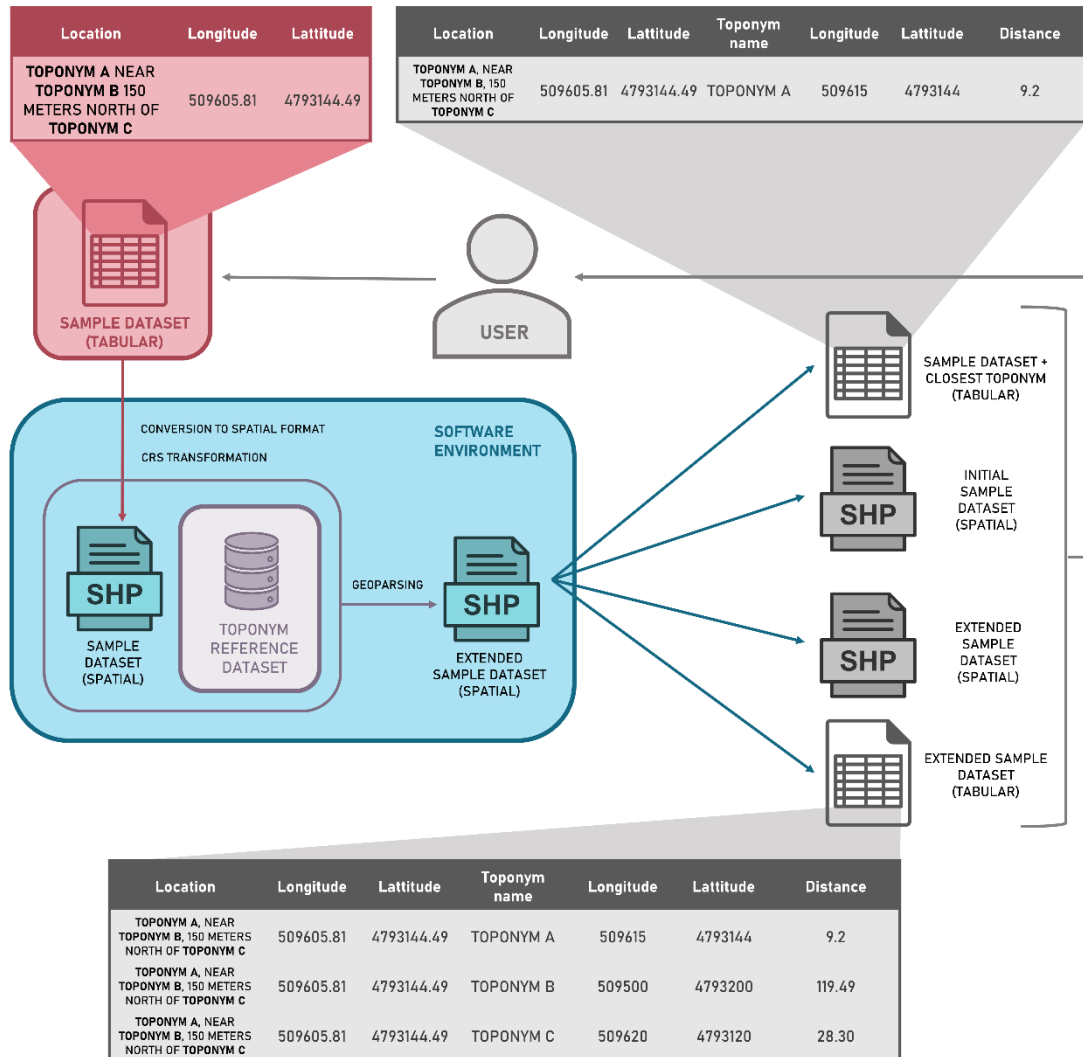 Location Longitude Lattitude
TOPONYM A NEAR
TOPONYM B 150
METERS NORTH OF
TOPONYM C
509605.81 4793144.49
Location Longitude Lattitude Toponym name Longitude Lattitude Distance
TOPONYM A, NEAR
TOPONYM B, 150
METERS NORTH OF
TOPONYM C
509605.81 4793144.49 TOPONYM A 509615 4793144 9.2
SAMPLE DATASET
(TABULAR)
USER
SAMPLE DATASET +
CLOSEST TOPONYM
(TABULAR)
CONVERSION TO SPATIAL FORMAT
CRS TRANSFORMATION
SOFTWARE
ENVIRONMENT
SHP
INITIAL
SAMPLE
DATASET
(SPATIAL)
SHP
SAMPLE
DATASET
(SPATIAL)
TOPONYM
REFERENCE
DATASET
GEOPARSING
SHP
EXTENDED
SAMPLE DATASET
(SPATIAL)
SHP
EXTENDED
SAMPLE
DATASET
(SPATIAL)
EXTENDED SAMPLE
DATASET
(TABULAR)
Location Longitude Lattitude Toponym name Longitude Lattitude Distance
TOPONYM A, NEAR
TOPONYM B, 150 METERS
NORTH OF TOPONYM C
509605.81 4793144.49 TOPONYM A 509615 4793144 9.2
TOPONYM A, NEAR
TOPONYM B, 150 METERS
NORTH OF TOPONYM C
509605.81 4793144.49 TOPONYM B 509500 4793200 119.49
TOPONYM A, NEAR
TOPONYM B, 150 METERS
NORTH OF TOPONYM C
509605.81 4793144.49 TOPONYM C 509620 4793120 28.30